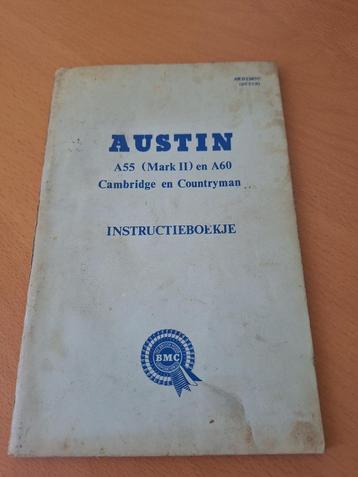 AUSTIN
A55 (Mark II) en A60
Cambridge en Countryman
INSTRUCTIEBOEKJE
BMC